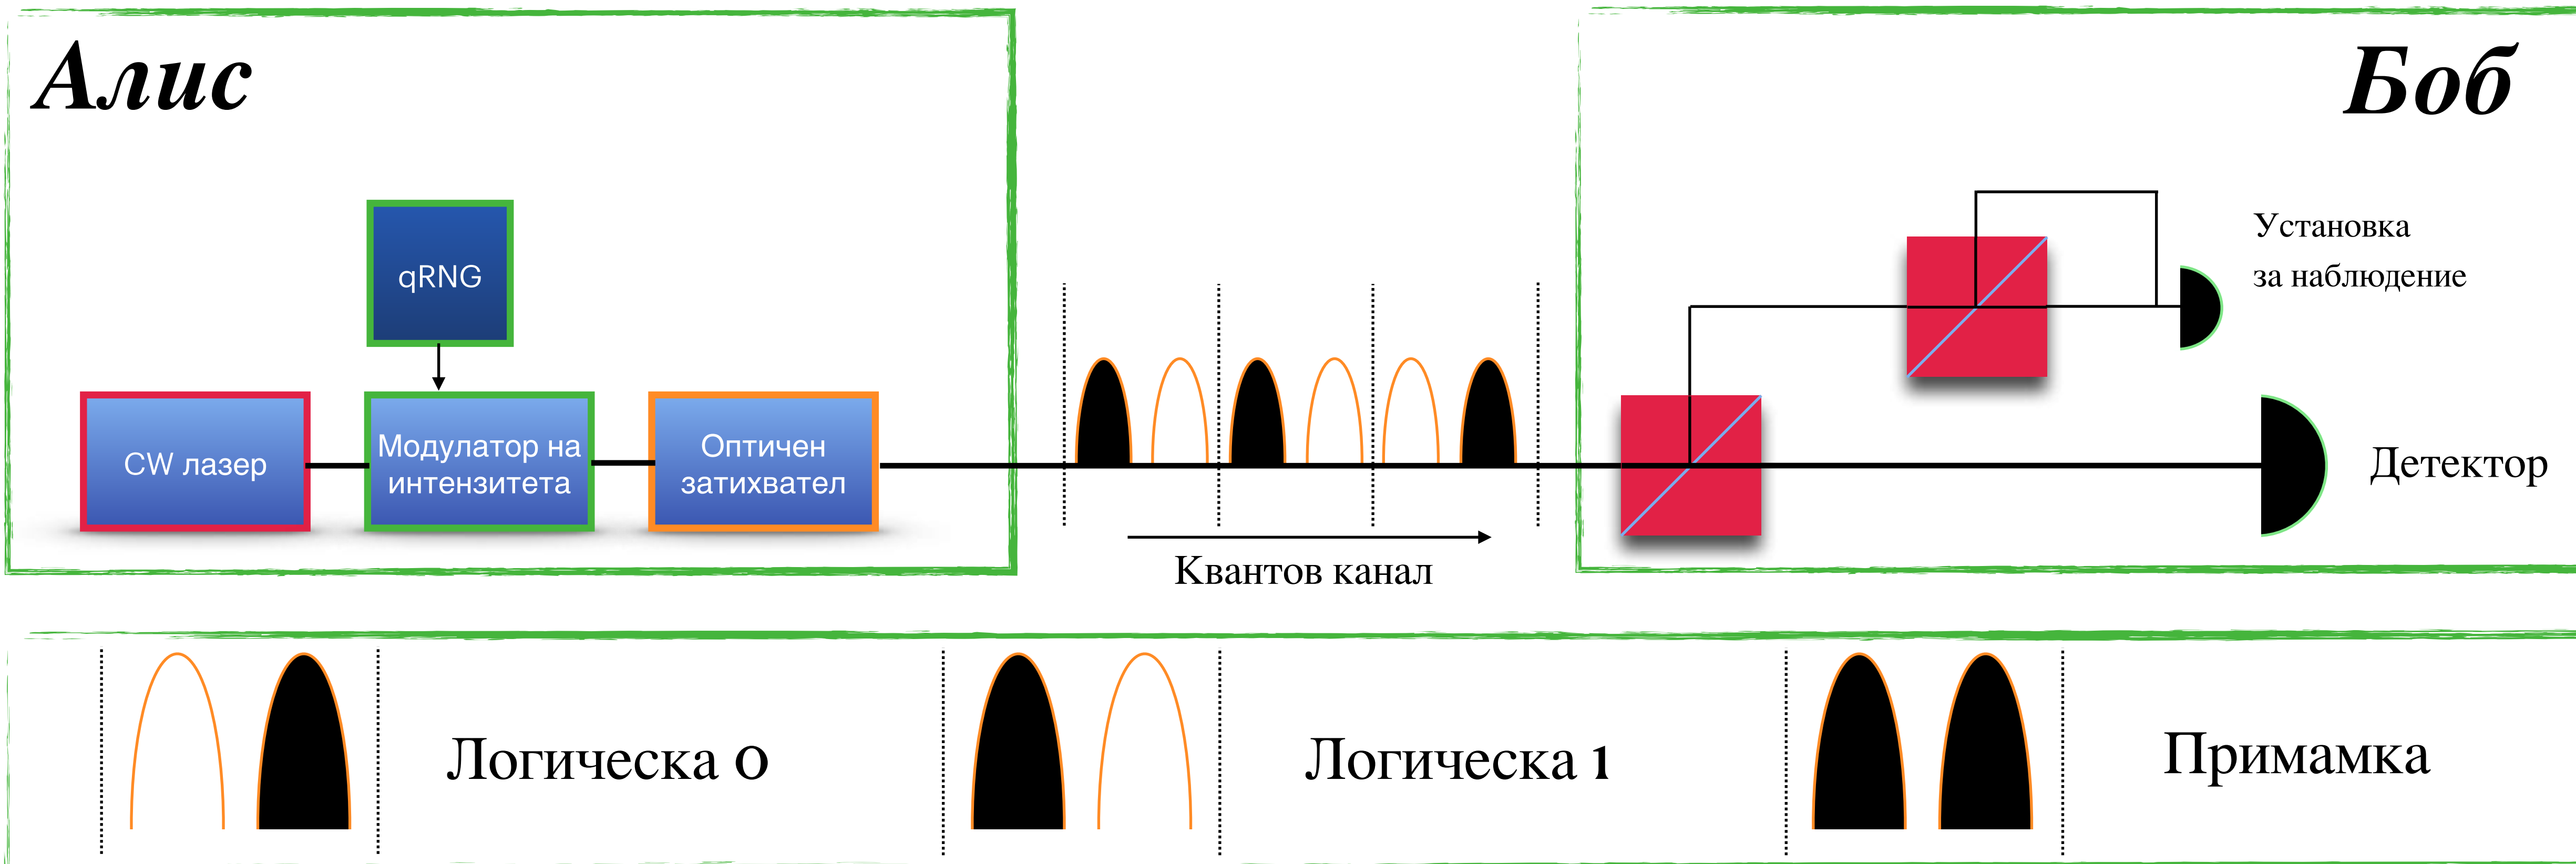 Алис
Боб
qRNG
Установка
за наблюдение
CW лазер
Модулатор на
интензитета
Оптичен
затихвател
Детектор
Квантов канал
Логическа 0
Логическа 1
Примамка